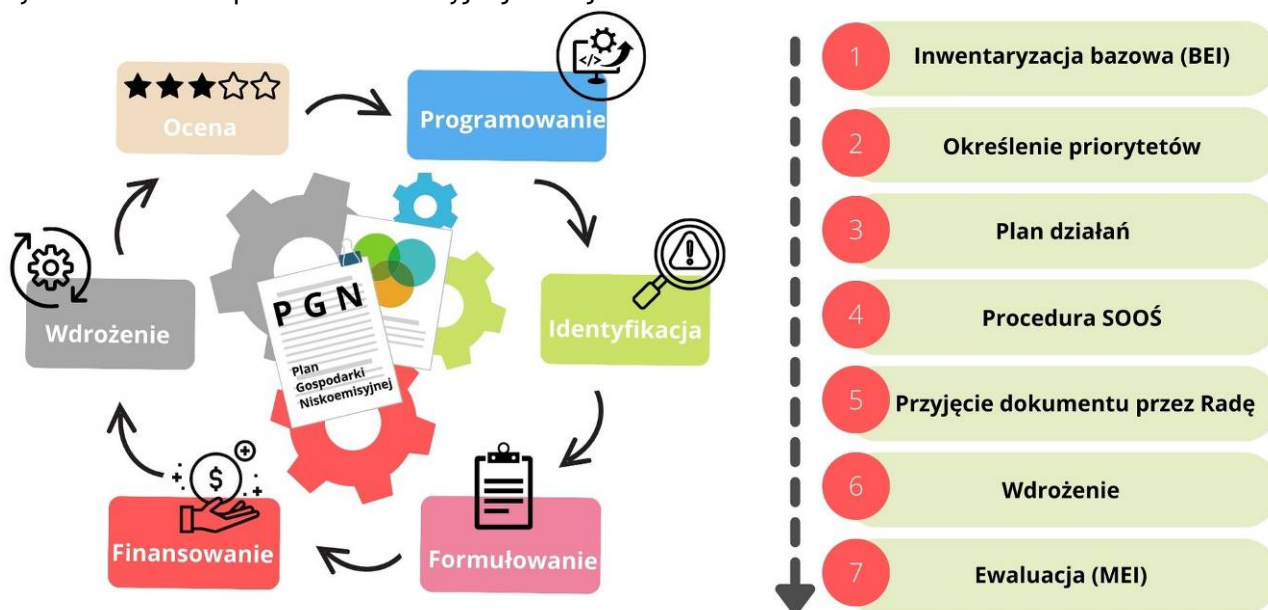 Ocena
</>
Programowanie
Wdrożenie
Identyfikacja
P G N
Plan
Gospodarki
Niskoemisyjnej
$
Finansowanie
Formułowanie
1
Inwentaryzacja bazowa (BEI)
2
Określenie priorytetów
3
Plan działań
4
Procedura SOOŚ
5
Przyjęcie dokumentu przez Radę
6
Wdrożenie
7
Ewaluacja (MEI)